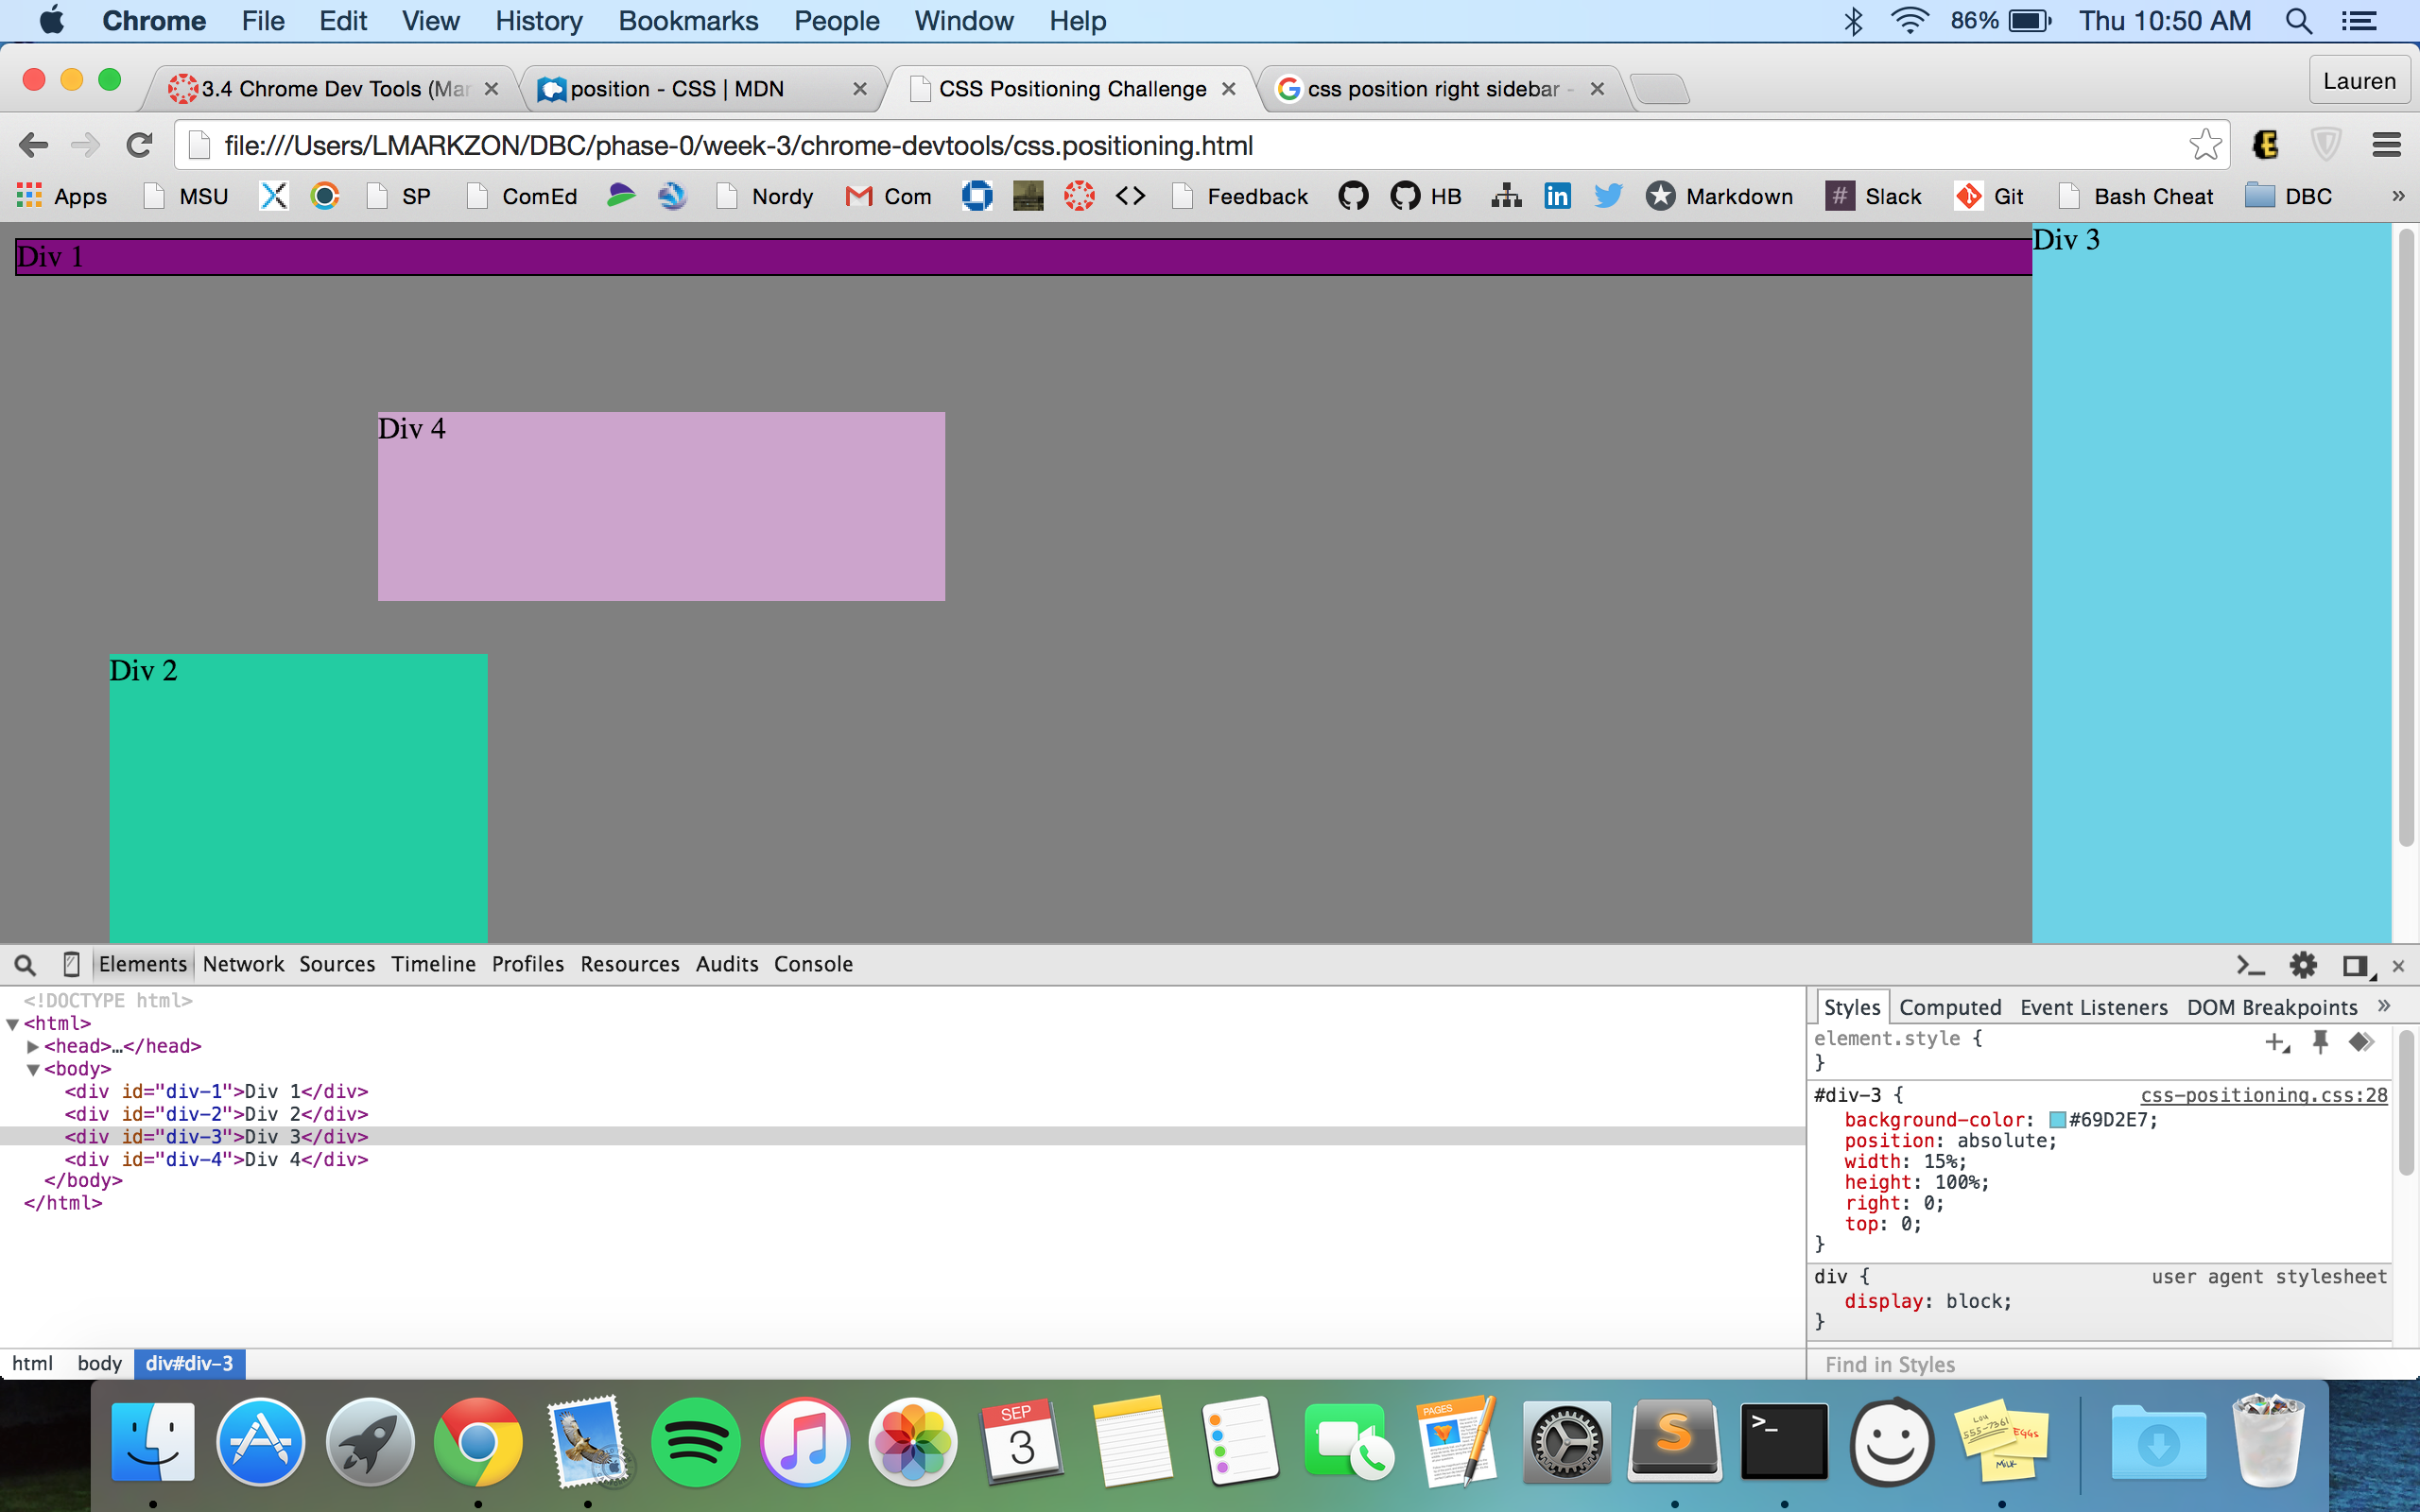 Chrome File Edit View History Bookmarks People Window Help 86% Thu 10:50 AM
3.4 Chrome Dev Tools (Mar position - CSS | MDN CSS Positioning Challenge css position right sidebar - Lauren
file:///Users/LMARKZON/DBC/phase-0/week-3/chrome-devtools/css.positioning.html
Apps MSU SP ComEd Nordy Com Feedback HB Markdown # Slack Git Bash Cheat DBC »
Div 1
Div 3
Div 4
Div 2
Elements Network Sources Timeline Profiles Resources Audits Console
<!DOCTYPE html>
<html>
<head>…</head>
<body>
<div id="div-1">Div 1</div>
<div id="div-2">Div 2</div>
<div id="div-3">Div 3</div>
<div id="div-4">Div 4</div>
</body>
</html>
html body div#div-3
Styles Computed Event Listeners DOM Breakpoints »
element.style {
}
#div-3 { css-positioning.css:28
background-color: #69D2E7;
position: absolute;
width: 15%;
height: 100%;
right: 0;
top: 0;
}
div { user agent stylesheet
display: block;
}
Find in Styles
SEP
3
PAGES
S
>_
Lou
555-7361
EGGS
MILK